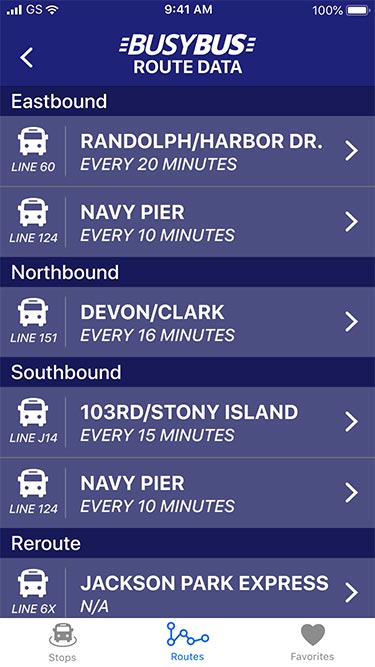 GS 9:41 AM 100%
BUSYBUS
ROUTE DATA
Eastbound
RANDOLPH/HARBOR DR.
LINE 60 EVERY 20 MINUTES
NAVY PIER
LINE 124 EVERY 10 MINUTES
Northbound
DEVON/CLARK
LINE 151 EVERY 16 MINUTES
Southbound
103RD/STONY ISLAND
LINE J14 EVERY 15 MINUTES
NAVY PIER
LINE 124 EVERY 10 MINUTES
Reroute
JACKSON PARK EXPRESS
LINE 6X N/A
Stops Routes Favorites